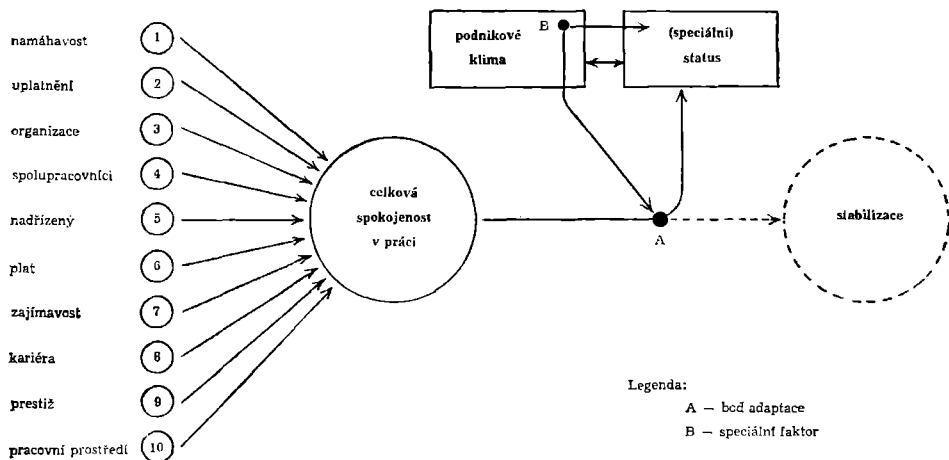 namáhavost 1
uplatnění 2
organizace 3
spolupracovníci 4
nadřízený 5
plat 6
zajímavost 7
kariéra 8
prestiž 9
pracovní prostředí 10
celková
spokojenost
v práci
podnikové
klima
B
(speciální)
status
A
stabilizace
Legenda:
A — bod adaptace
B — speciální faktor